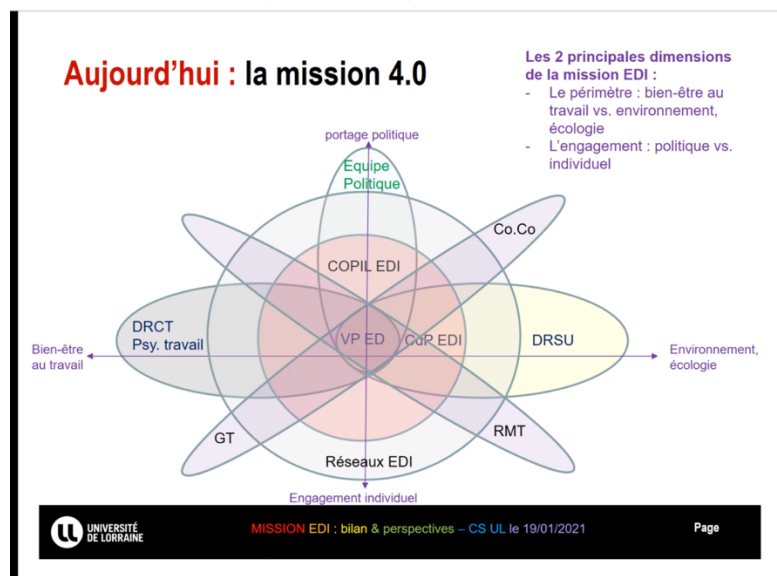 Aujourd'hui : la mission 4.0
Les 2 principales dimensions
de la mission EDI :
- Le périmètre : bien-être au
travail vs. environnement,
écologie
- L'engagement : politique vs.
individuel
portage politique
Equipe
Politique
Co.Co
COPIL EDI
DRCT
Psy. travail
VP ED
CdP EDI
DRSU
Bien-être
au travail
Environnement,
écologie
GT
RMT
Réseaux EDI
Engagement individuel
UNIVERSITÉ
DE LORRAINE
MISSION EDI : bilan & perspectives – CS UL le 19/01/2021
Page